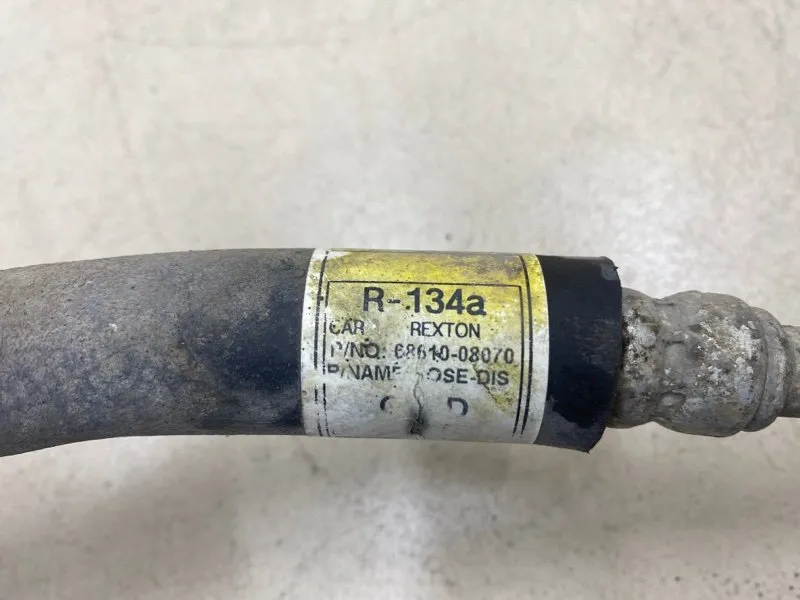 R-134a
CAR REXTON
P/NO: 68610-08070
P/NAME: HOSE-DIS
D